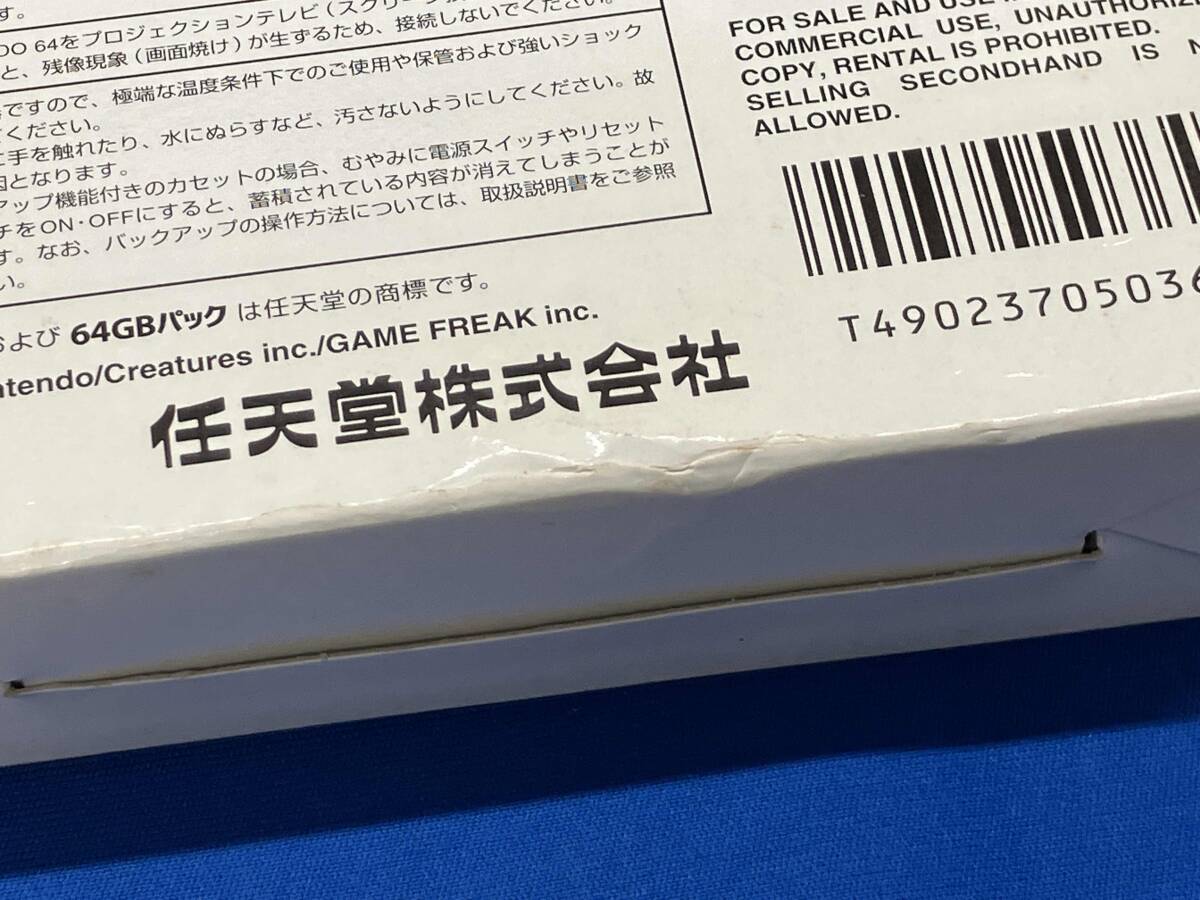 す。
DO 64をプロジェクションテレビ(スクリーン
と、残像現象(画面焼け)が生ずるため、接続しないでください。
ですので、極端な温度条件下でのご使用や保管および強いショック
ください。
に手を触れたり、水にぬらすなど、汚さないようにしてください。故
因となります。
アップ機能付きのカセットの場合、むやみに電源スイッチやリセット
チをON・OFFにすると、蓄積されている内容が消えてしまうことが
す。なお、バックアップの操作方法については、取扱説明書をご参照
い。
および 64GBパック は任天堂の商標です。
ntendo/Creatures inc./GAME FREAK inc.
任天堂株式会社
FOR SALE AND USE
COMMERCIAL USE, UNAUTHORIZE
COPY, RENTAL IS PROHIBITED.
SELLING SECONDHAND IS N
ALLOWED.
T49023705036